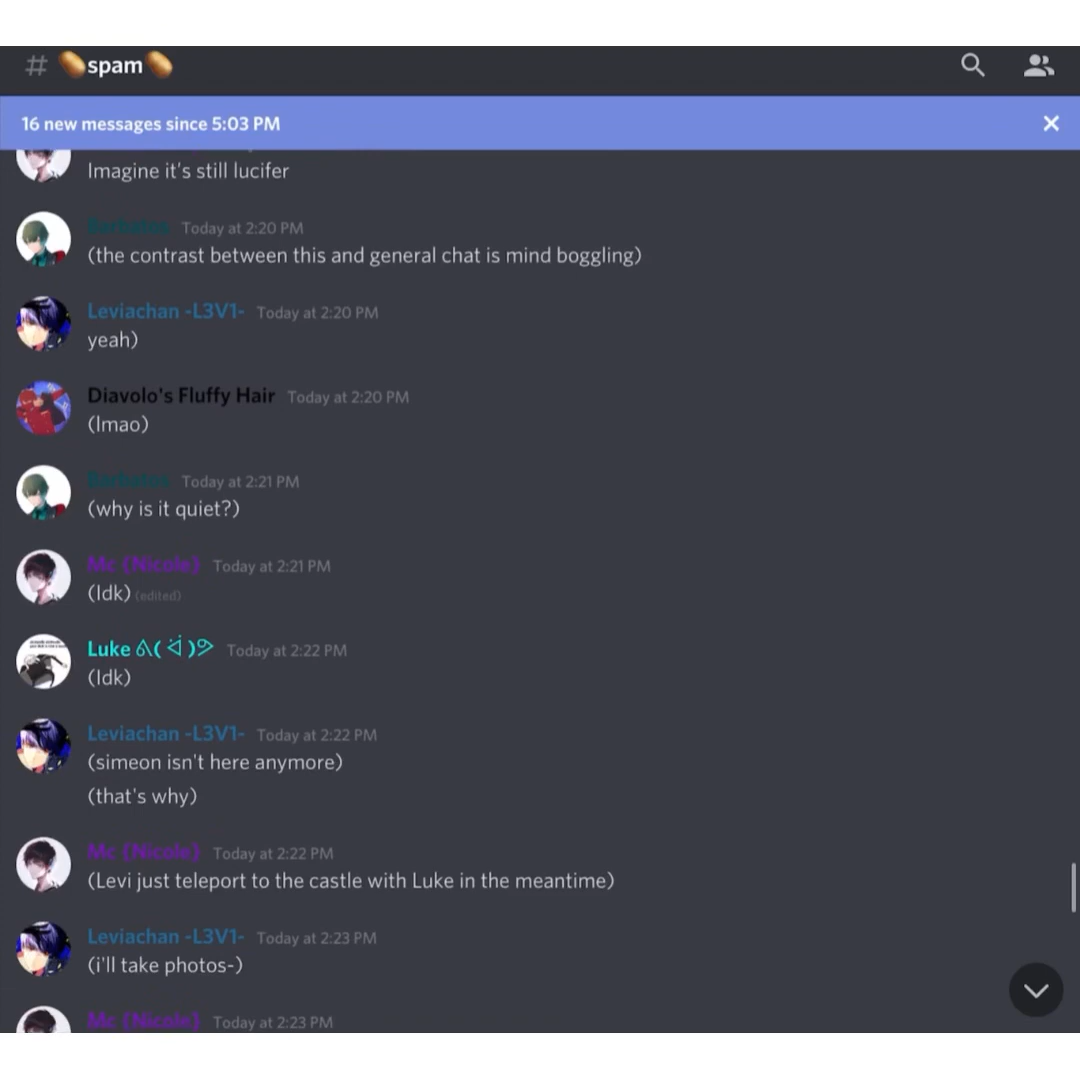 # 🥔spam🥔
16 new messages since 5:03 PM
Imagine it's still lucifer
Barbatos Today at 2:20 PM
(the contrast between this and general chat is mind boggling)
Leviachan -L3V1- Today at 2:20 PM
yeah)
Diavolo's Fluffy Hair Today at 2:20 PM
(lmao)
Barbatos Today at 2:21 PM
(why is it quiet?)
Mc (Nicole) Today at 2:21 PM
(Idk) (edited)
Luke Today at 2:22 PM
(Idk)
Leviachan -L3V1- Today at 2:22 PM
(simeon isn't here anymore)
(that's why)
Mc (Nicole) Today at 2:22 PM
(Levi just teleport to the castle with Luke in the meantime)
Leviachan -L3V1- Today at 2:23 PM
(i'll take photos-)
Mc (Nicole) Today at 2:23 PM